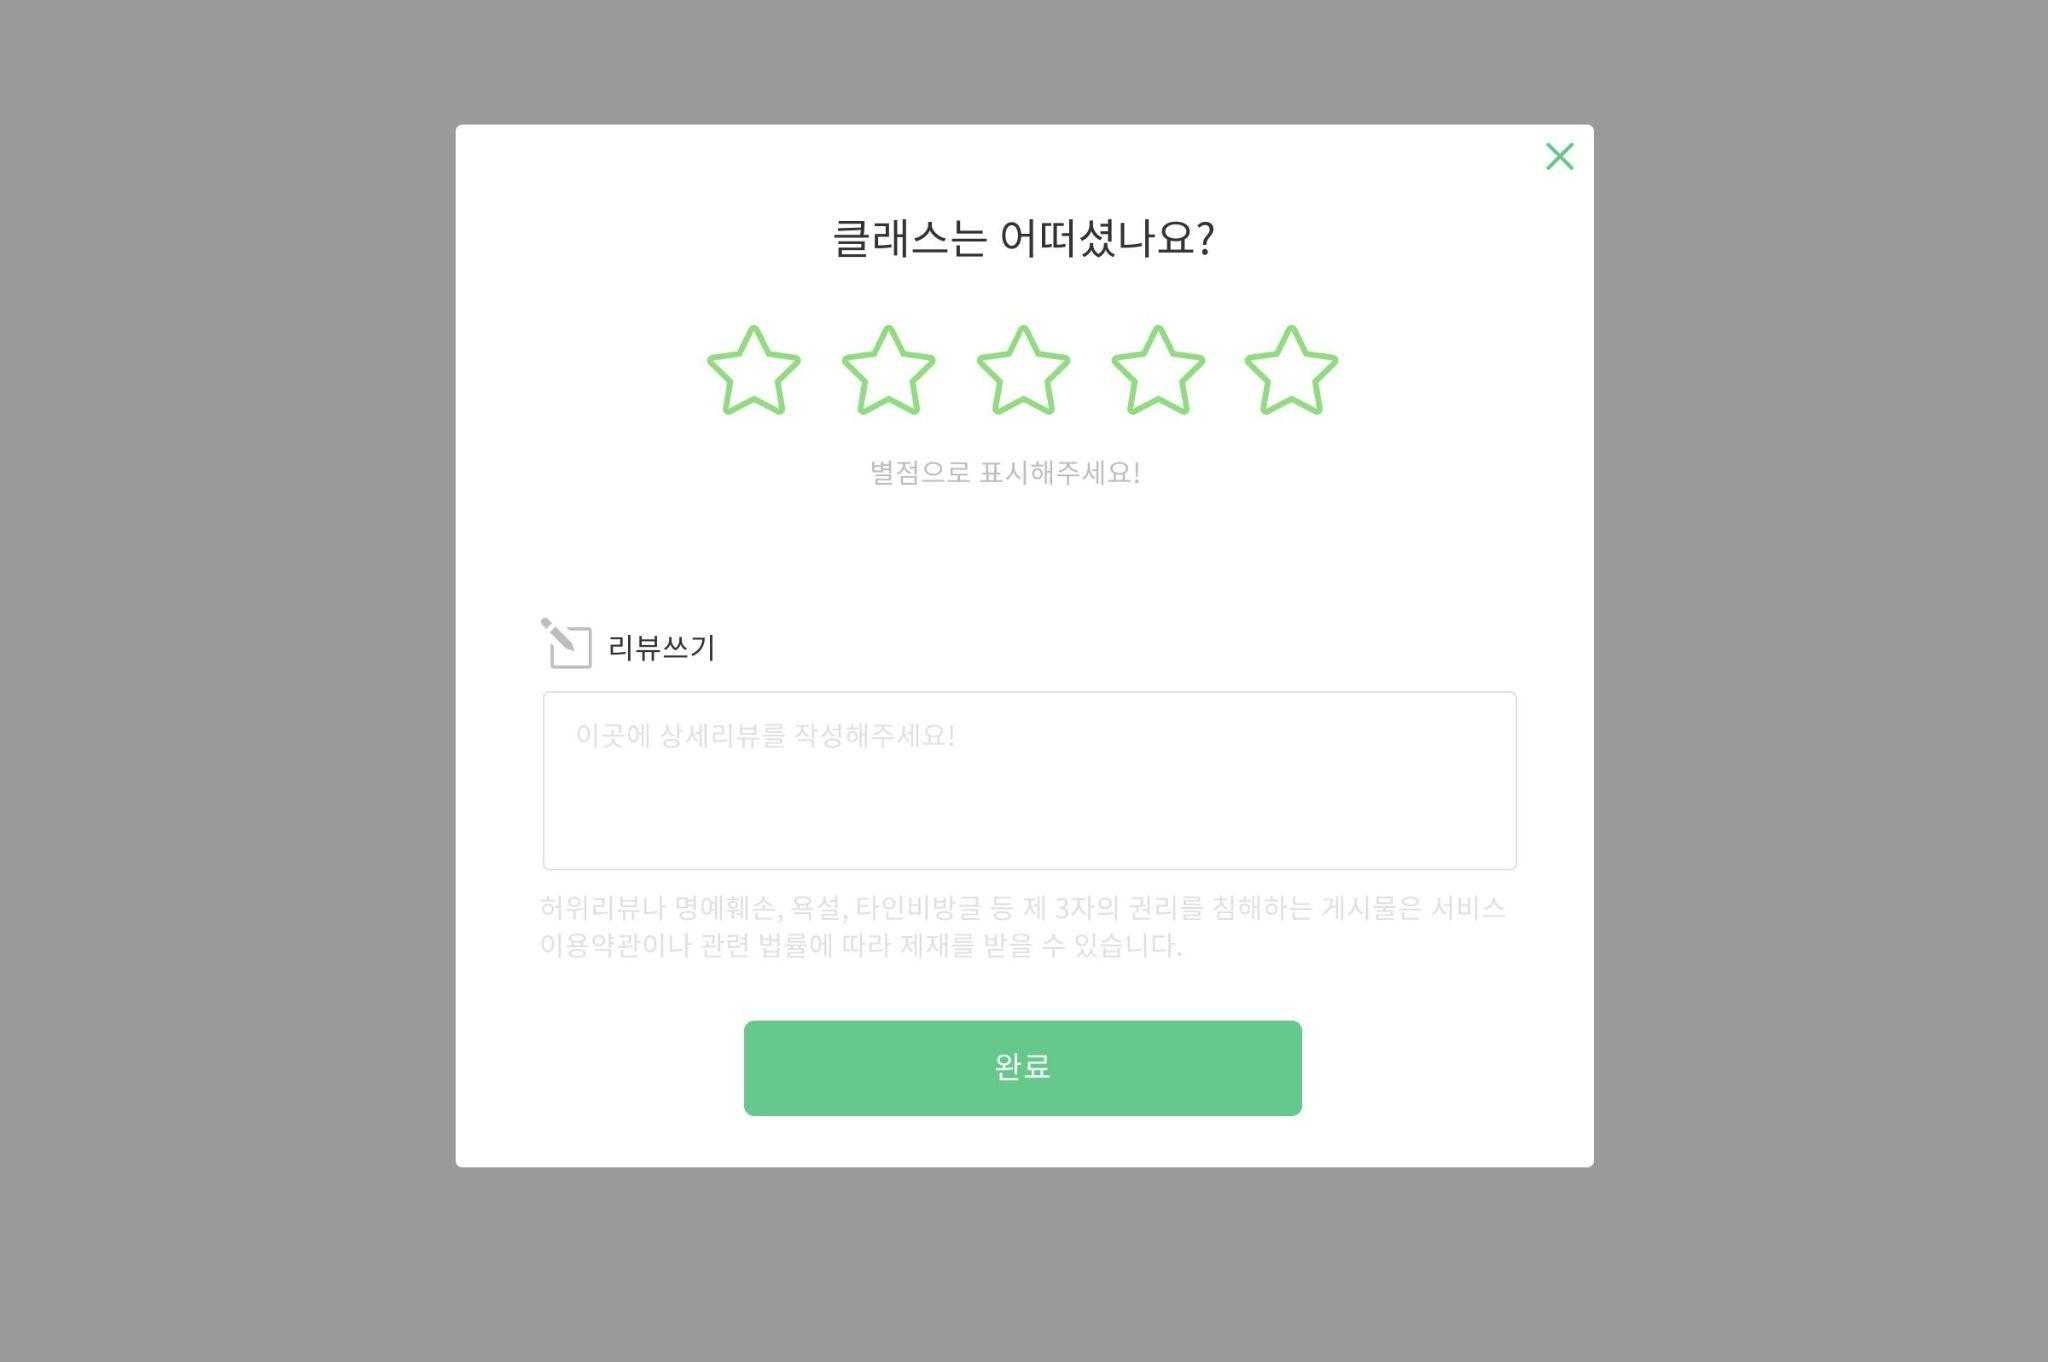 클래스는 어떠셨나요?
별점으로 표시해주세요!
리뷰쓰기
이곳에 상세리뷰를 작성해주세요!
허위리뷰나 명예훼손, 욕설, 타인비방글 등 제 3자의 권리를 침해하는 게시물은 서비스
이용약관이나 관련 법률에 따라 제재를 받을 수 있습니다.
완료